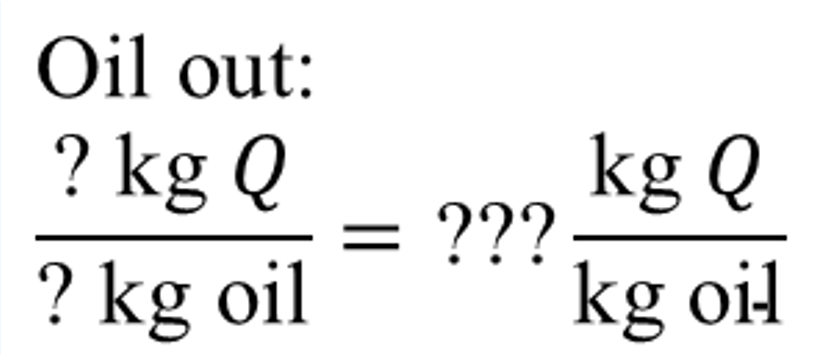 Oil out:
? kg Q
? kg oil
= ???
kg Q
kg oil